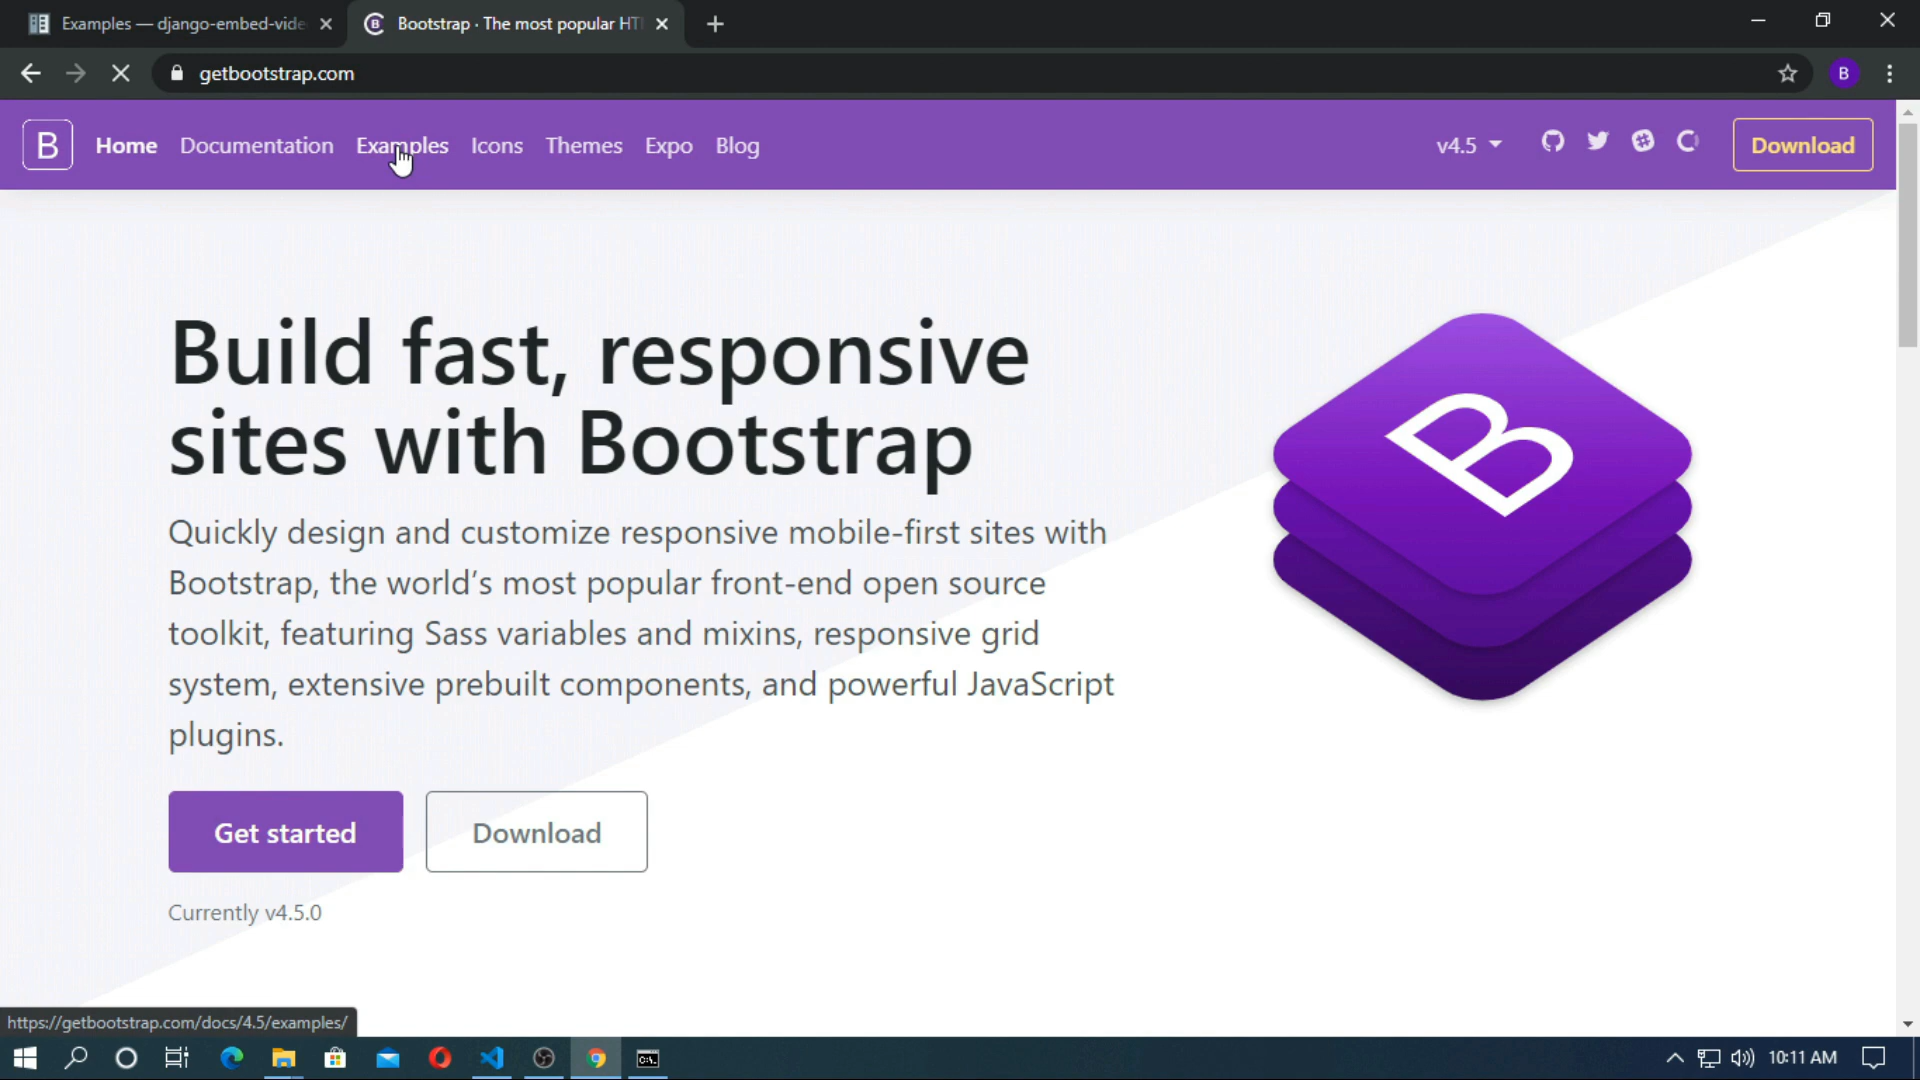 Examples — django-embed-vide
Bootstrap · The most popular HT
getbootstrap.com
B
B
Home
Documentation
Examples
Icons
Themes
Expo
Blog
v4.5
Download
Build fast, responsive
sites with Bootstrap
B
Quickly design and customize responsive mobile-first sites with
Bootstrap, the world's most popular front-end open source
toolkit, featuring Sass variables and mixins, responsive grid
system, extensive prebuilt components, and powerful JavaScript
plugins.
Get started
Download
Currently v4.5.0
https://getbootstrap.com/docs/4.5/examples/
10:11 AM